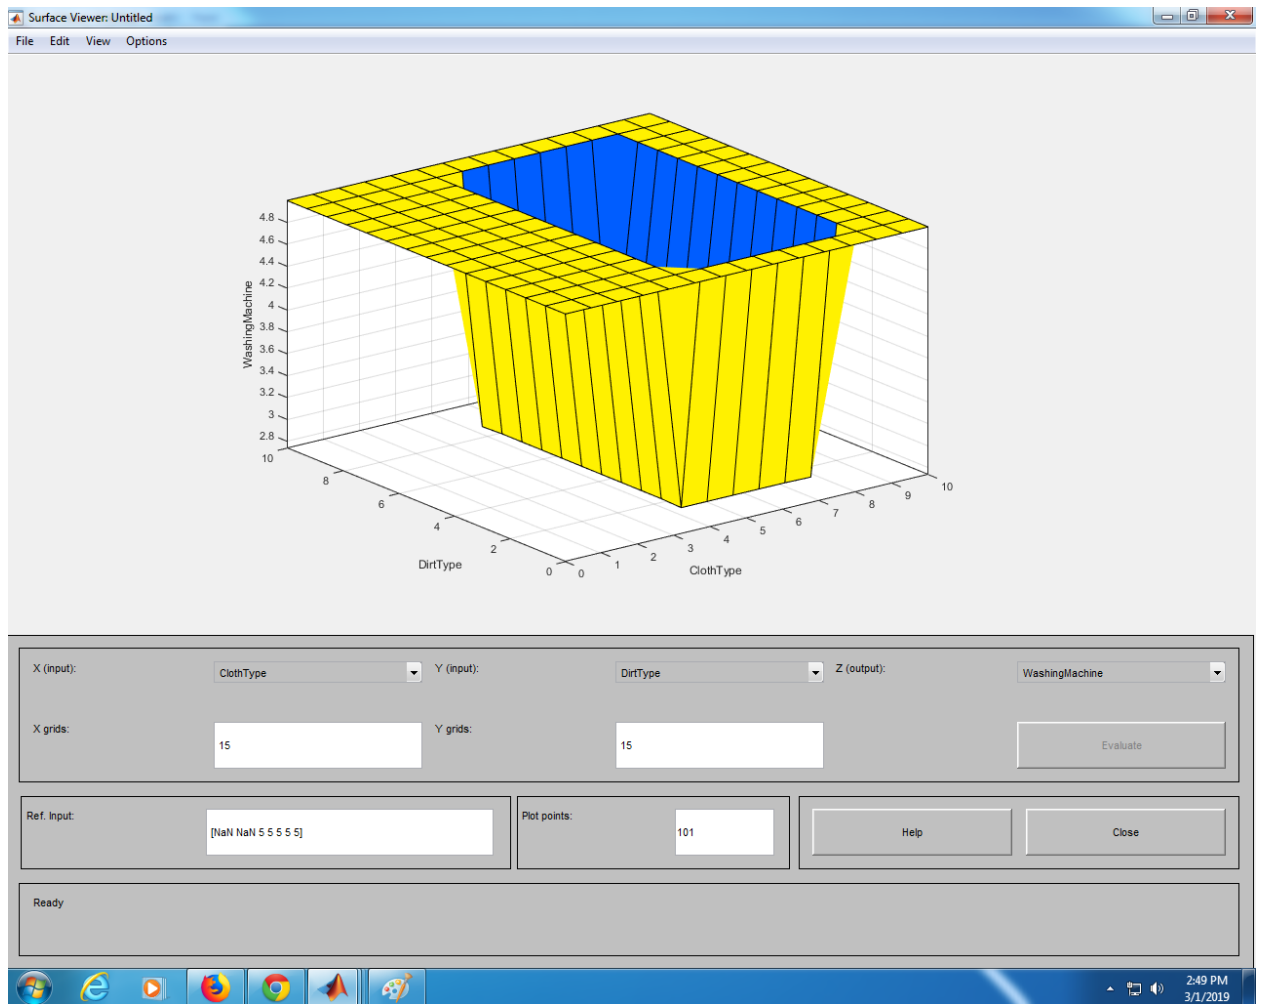 Surface Viewer: Untitled
File Edit View Options
4.8
4.6
4.4
4.2
4
3.8
3.6
3.4
3.2
3
2.8
WashingMachine
10
8
6
4
2
0
DirtType
0
1
2
3
4
5
6
7
8
9
10
ClothType
X (input): ClothType Y (input): DirtType Z (output): WashingMachine
X grids: 15 Y grids: 15 Evaluate
Ref. Input: [NaN NaN 5 5 5 5 5] Plot points: 101 Help Close
Ready
2:49 PM
3/1/2019